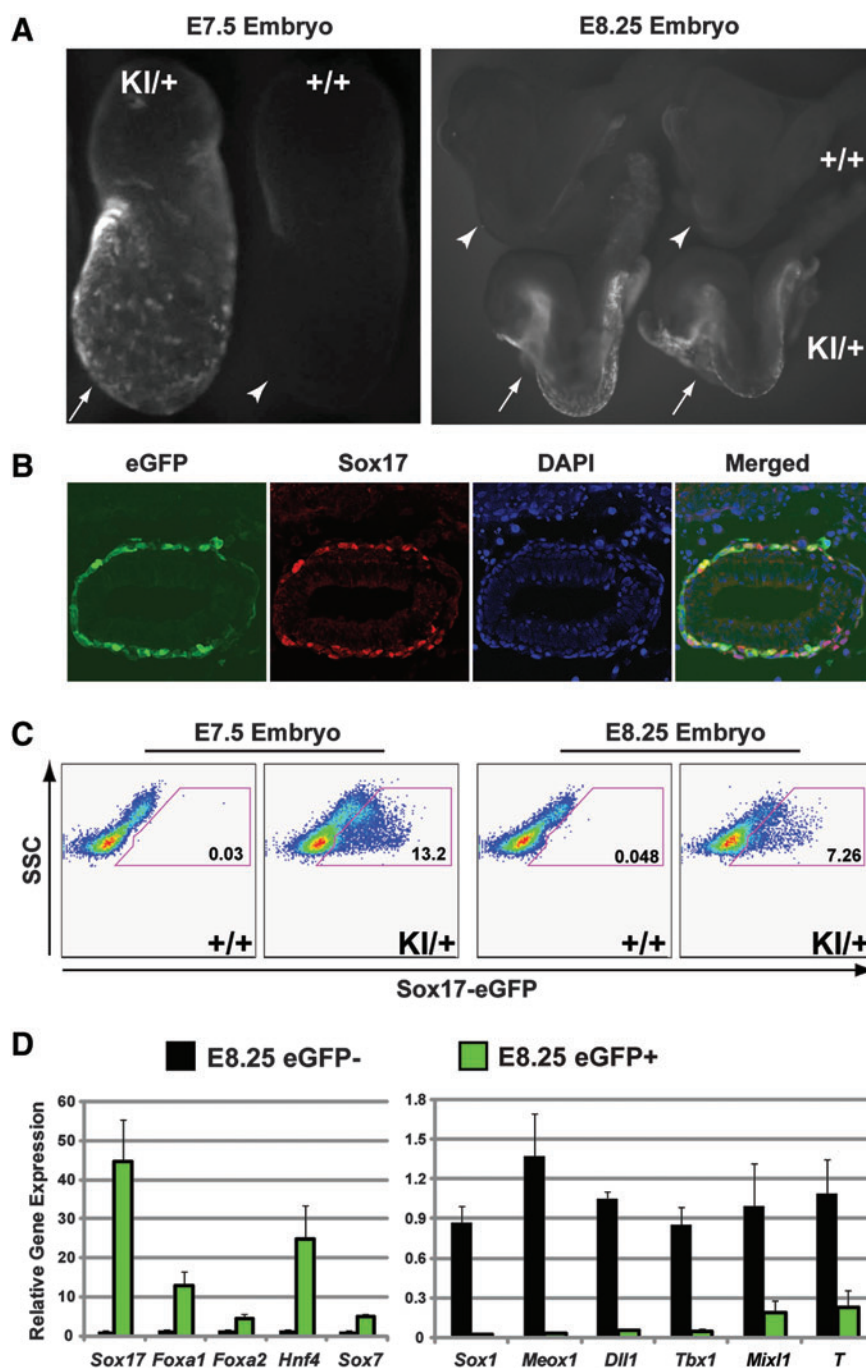 A
E7.5 Embryo
E8.25 Embryo
KI/+
+/+
+/+
KI/+
B
eGFP
Sox17
DAPI
Merged
C
E7.5 Embryo
E8.25 Embryo
SSC
0.03
13.2
0.048
7.26
+/+
KI/+
+/+
KI/+
Sox17-eGFP
D
E8.25 eGFP-
E8.25 eGFP+
Relative Gene Expression
60
50
40
30
20
10
0
Sox17 Foxa1 Foxa2 Hnf4 Sox7
1.8
1.5
1.2
0.9
0.6
0.3
0
Sox1 Meox1 Dll1 Tbx1 Mixl1 T